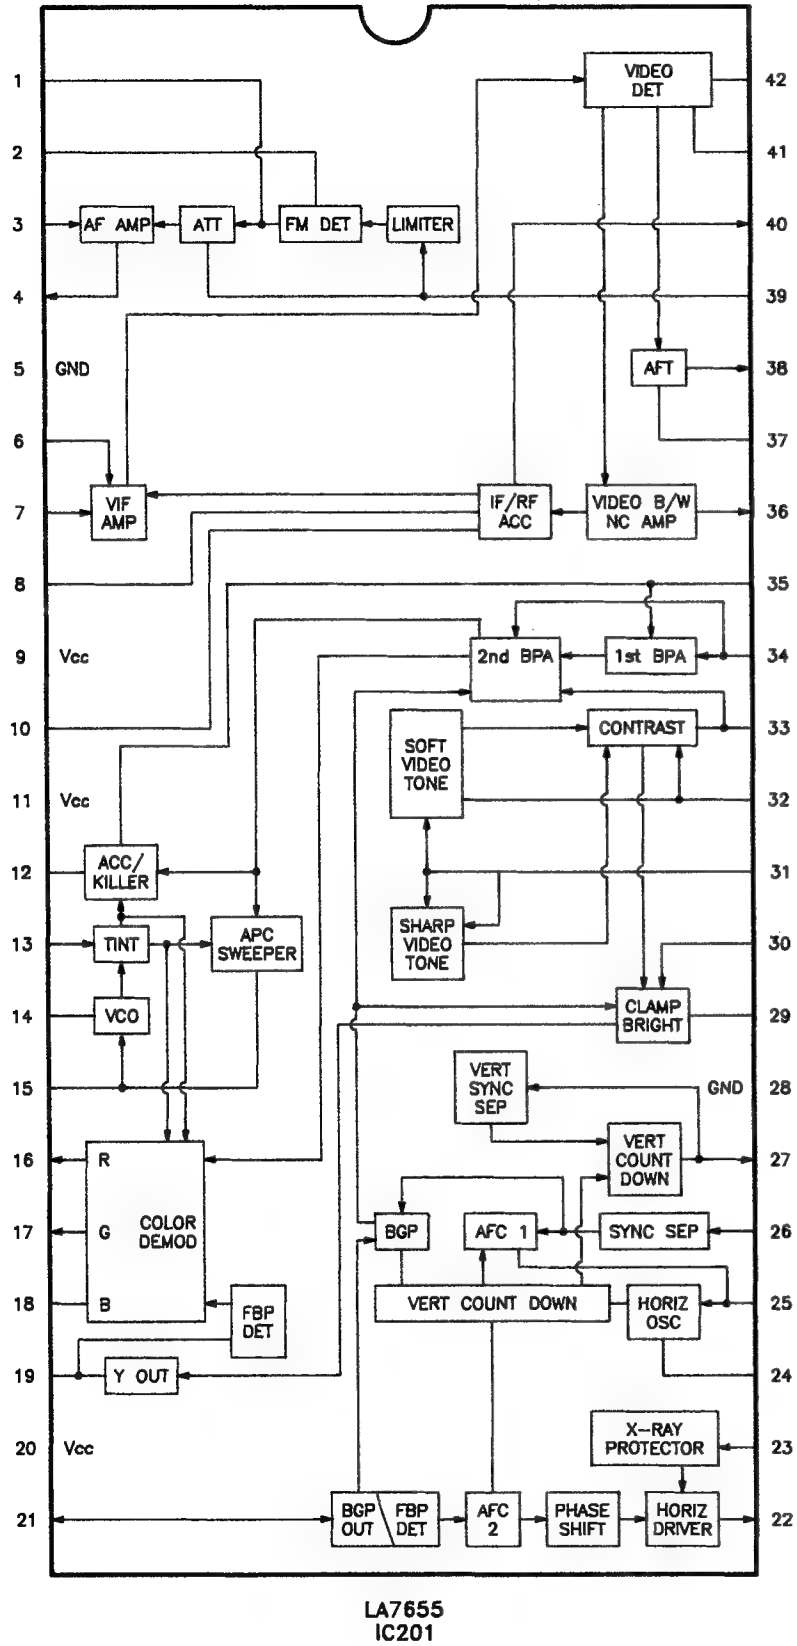 1
VIDEO
DET
42
2
41
3
AF AMP
ATT
FM DET
LIMITER
40
4
39
5
GND
AFT
38
6
37
7
VIF
AMP
IF/RF
ACC
VIDEO B/W
NC AMP
36
8
35
9
Vcc
2nd BPA
1st BPA
34
10
SOFT
VIDEO
TONE
CONTRAST
33
11
Vcc
32
12
ACC/
KILLER
31
13
TINT
APC
SWEEPER
SHARP
VIDEO
TONE
30
14
VCO
CLAMP
BRIGHT
29
15
VERT
SYNC
SEP
GND
28
16
R
VERT
COUNT
DOWN
27
17
G
COLOR
DEMOD
BGP
AFC 1
SYNC SEP
26
18
B
FBP
DET
VERT COUNT DOWN
HORIZ
OSC
25
19
Y OUT
24
20
Vcc
X-RAY
PROTECTOR
23
21
BGP
OUT
FBP
DET
AFC
2
PHASE
SHIFT
HORIZ
DRIVER
22
LA7655
IC201